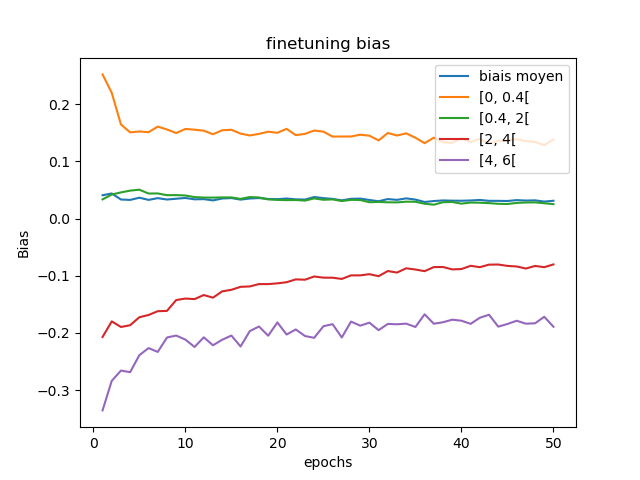 finetuning bias
biais moyen
[0, 0.4[
[0.4, 2[
[2, 4[
[4, 6[
Bias
0.2
0.1
0.0
−0.1
−0.2
−0.3
0 10 20 30 40 50
epochs